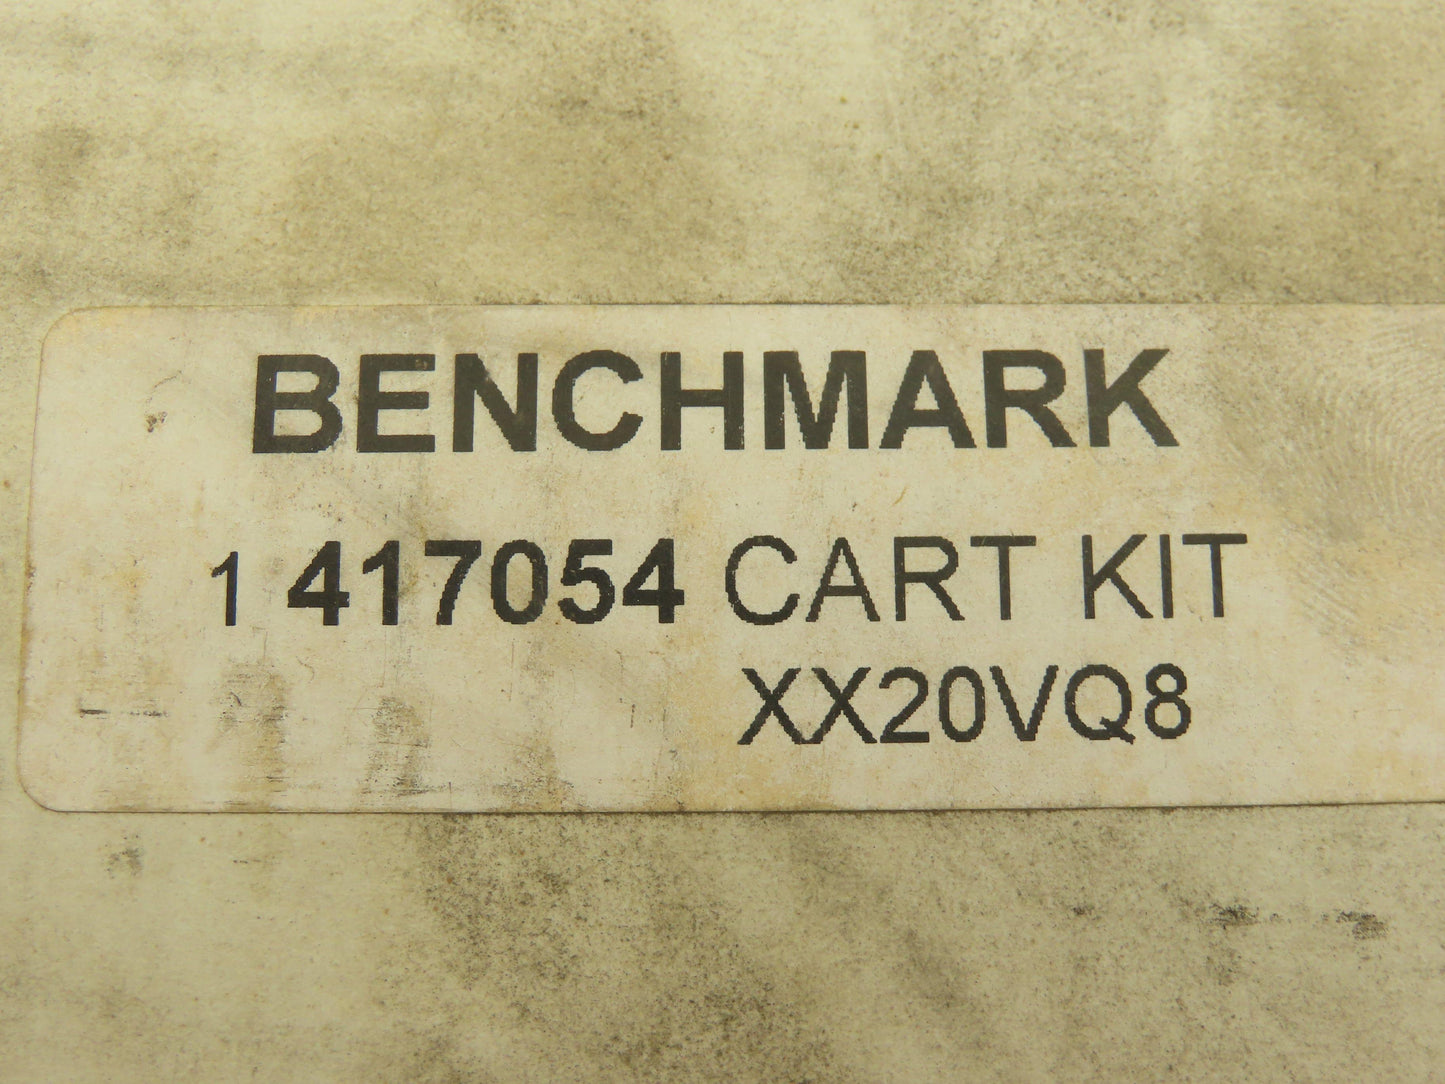 BENCHMARK
1 417054 CART KIT
XX20VQ8